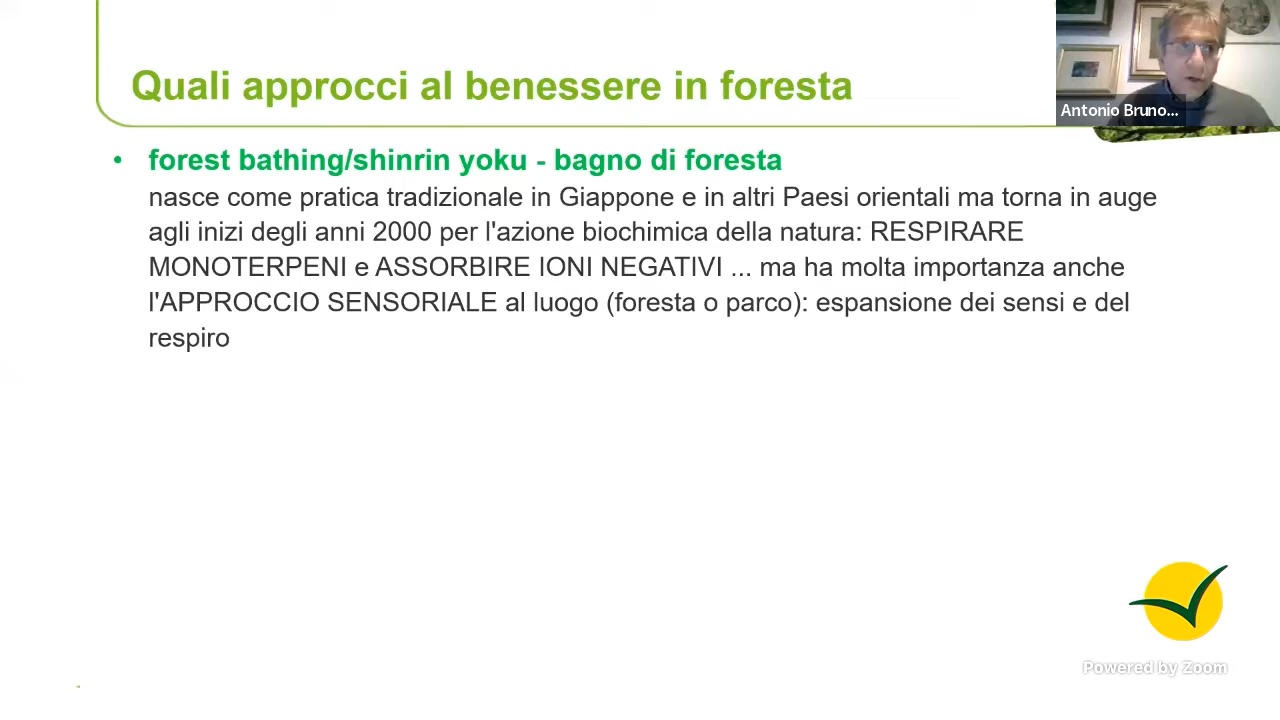 Quali approcci al benessere in foresta
Antonio Bruno...
• forest bathing/shinrin yoku - bagno di foresta
nasce come pratica tradizionale in Giappone e in altri Paesi orientali ma torna in auge
agli inizi degli anni 2000 per l'azione biochimica della natura: RESPIRARE
MONOTERPENI e ASSORBIRE IONI NEGATIVI ... ma ha molta importanza anche
l'APPROCCIO SENSORIALE al luogo (foresta o parco): espansione dei sensi e del
respiro
Powered by Zoom